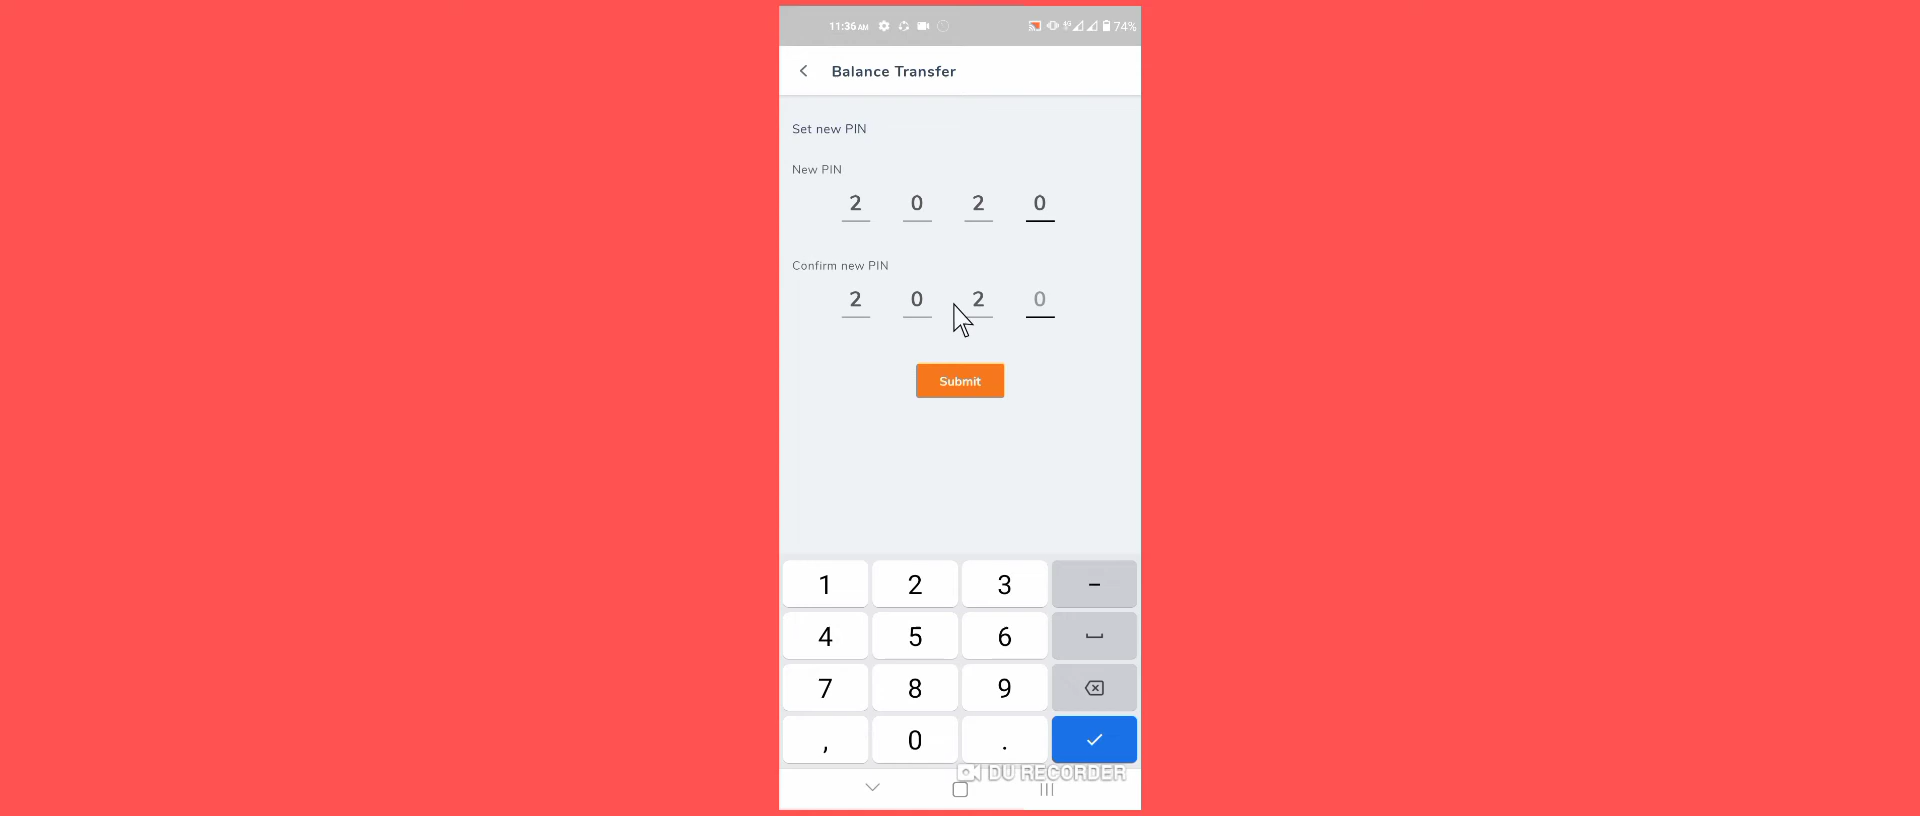 11:36 AM 74%
Balance Transfer
Set new PIN
New PIN
2 0 2 0
Confirm new PIN
2 0 2 0
Submit
1 2 3 -
4 5 6
7 8 9
, 0 .
DU RECORDER